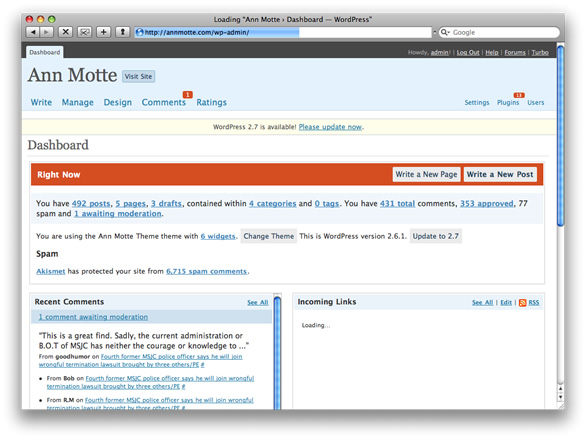 Loading "Ann Motte › Dashboard — WordPress"
http://annmotte.com/wp-admin/
Google
Dashboard
Howdy, admin! | Log Out | Help | Forums | Turbo
Ann Motte Visit Site
1
13
Write Manage Design Comments Ratings
Settings Plugins Users
WordPress 2.7 is available! Please update now.
Dashboard
Right Now
Write a New Page Write a New Post
You have 492 posts, 5 pages, 3 drafts, contained within 4 categories and 0 tags. You have 431 total comments, 353 approved, 77
spam and 1 awaiting moderation.
You are using the Ann Motte Theme theme with 6 widgets. Change Theme This is WordPress version 2.6.1. Update to 2.7
Spam
Akismet has protected your site from 6,715 spam comments.
Recent Comments See All
1 comment awaiting moderation
"This is a great find. Sadly, the current administration or
B.O.T of MSJC has neither the courage or knowledge to ..."
From goodhumor on Fourth former MSJC police officer says he will join
wrongful termination lawsuit brought by three others/PE #
• From Bob on Fourth former MSJC police officer says he will join wrongful
termination lawsuit brought by three others/PE #
• From R.M on Fourth former MSJC police officer says he will join wrongful
termination lawsuit brought by three others/PE #
Incoming Links See All | Edit | RSS
Loading...